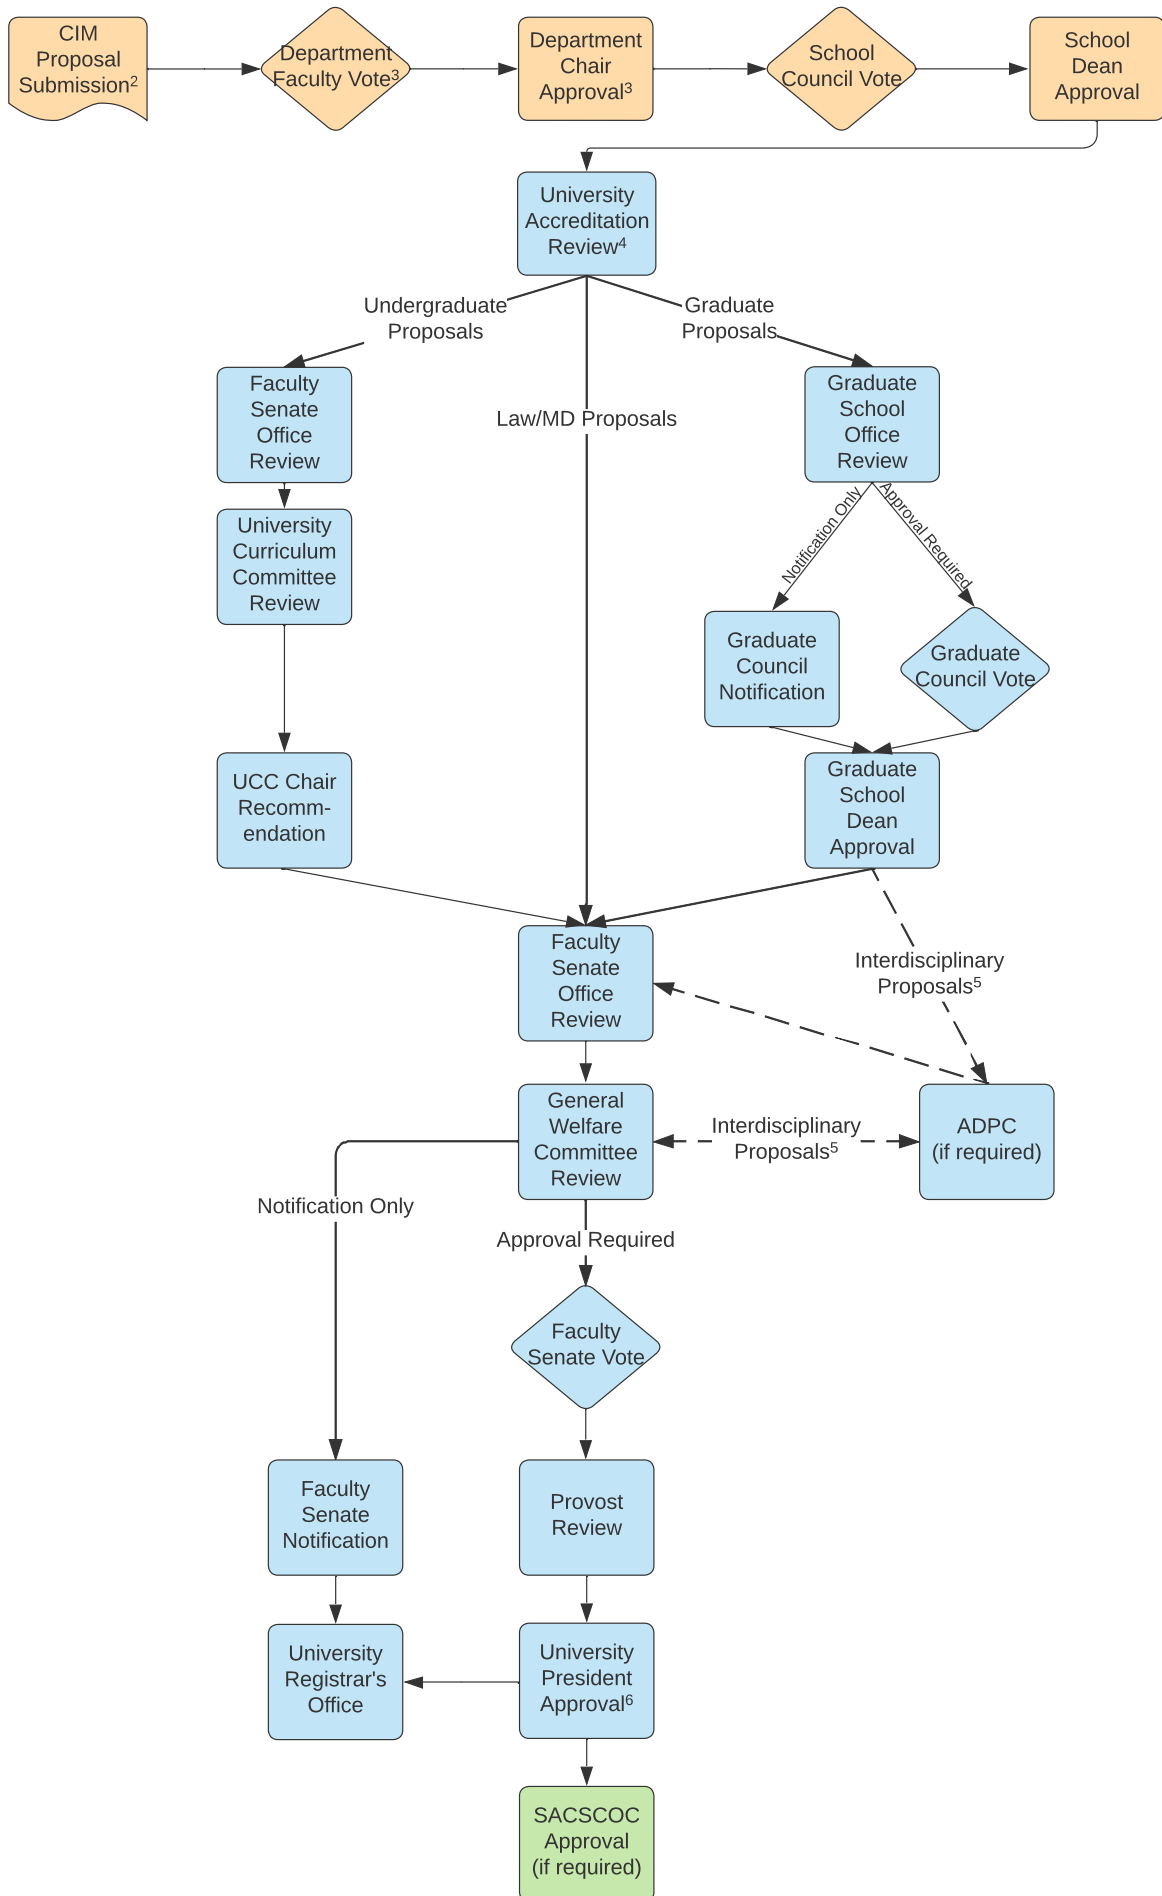 CIM
Proposal
Submission2
Department
Faculty Vote3
Department
Chair
Approval3
School
Council Vote
School
Dean
Approval
University
Accreditation
Review4
Undergraduate
Proposals
Graduate
Proposals
Law/MD Proposals
Faculty
Senate
Office
Review
Graduate
School
Office
Review
University
Curriculum
Committee
Review
Notification Only
Approval Required
Graduate
Council
Notification
Graduate
Council Vote
UCC Chair
Recomm-
endation
Graduate
School
Dean
Approval
Faculty
Senate
Office
Review
Interdisciplinary
Proposals5
General
Welfare
Committee
Review
Interdisciplinary
Proposals5
ADPC
(if required)
Notification Only
Approval Required
Faculty
Senate Vote
Faculty
Senate
Notification
Provost
Review
University
Registrar's
Office
University
President
Approval6
SACSCOC
Approval
(if required)